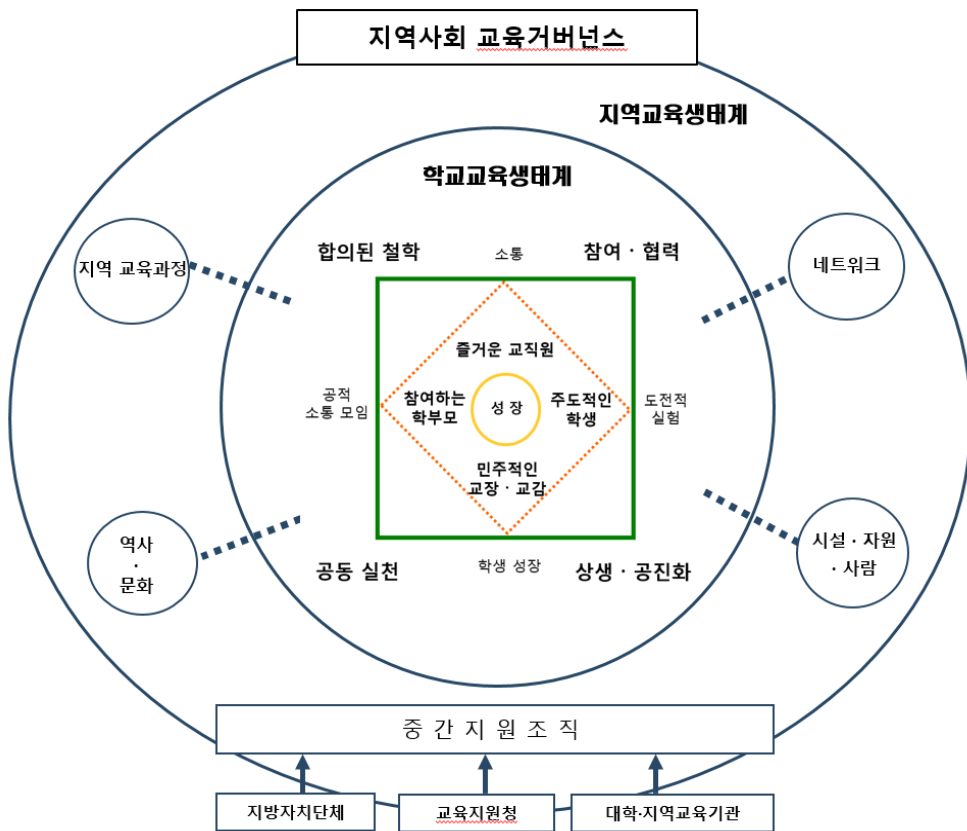 지역사회 교육거버넌스
지역교육생태계
학교교육생태계
합의된 철학
소통
참여 · 협력
지역 교육과정
네트워크
즐거운 교직원
공적
소통 모임
참여하는
학부모
성 장
주도적인
학생
도전적
실험
민주적인
교장 · 교감
역사
·
문화
시설 · 자원
· 사람
공동 실천
학생 성장
상생 · 공진화
중 간 지 원 조 직
지방자치단체
교육지원청
대학·지역교육기관